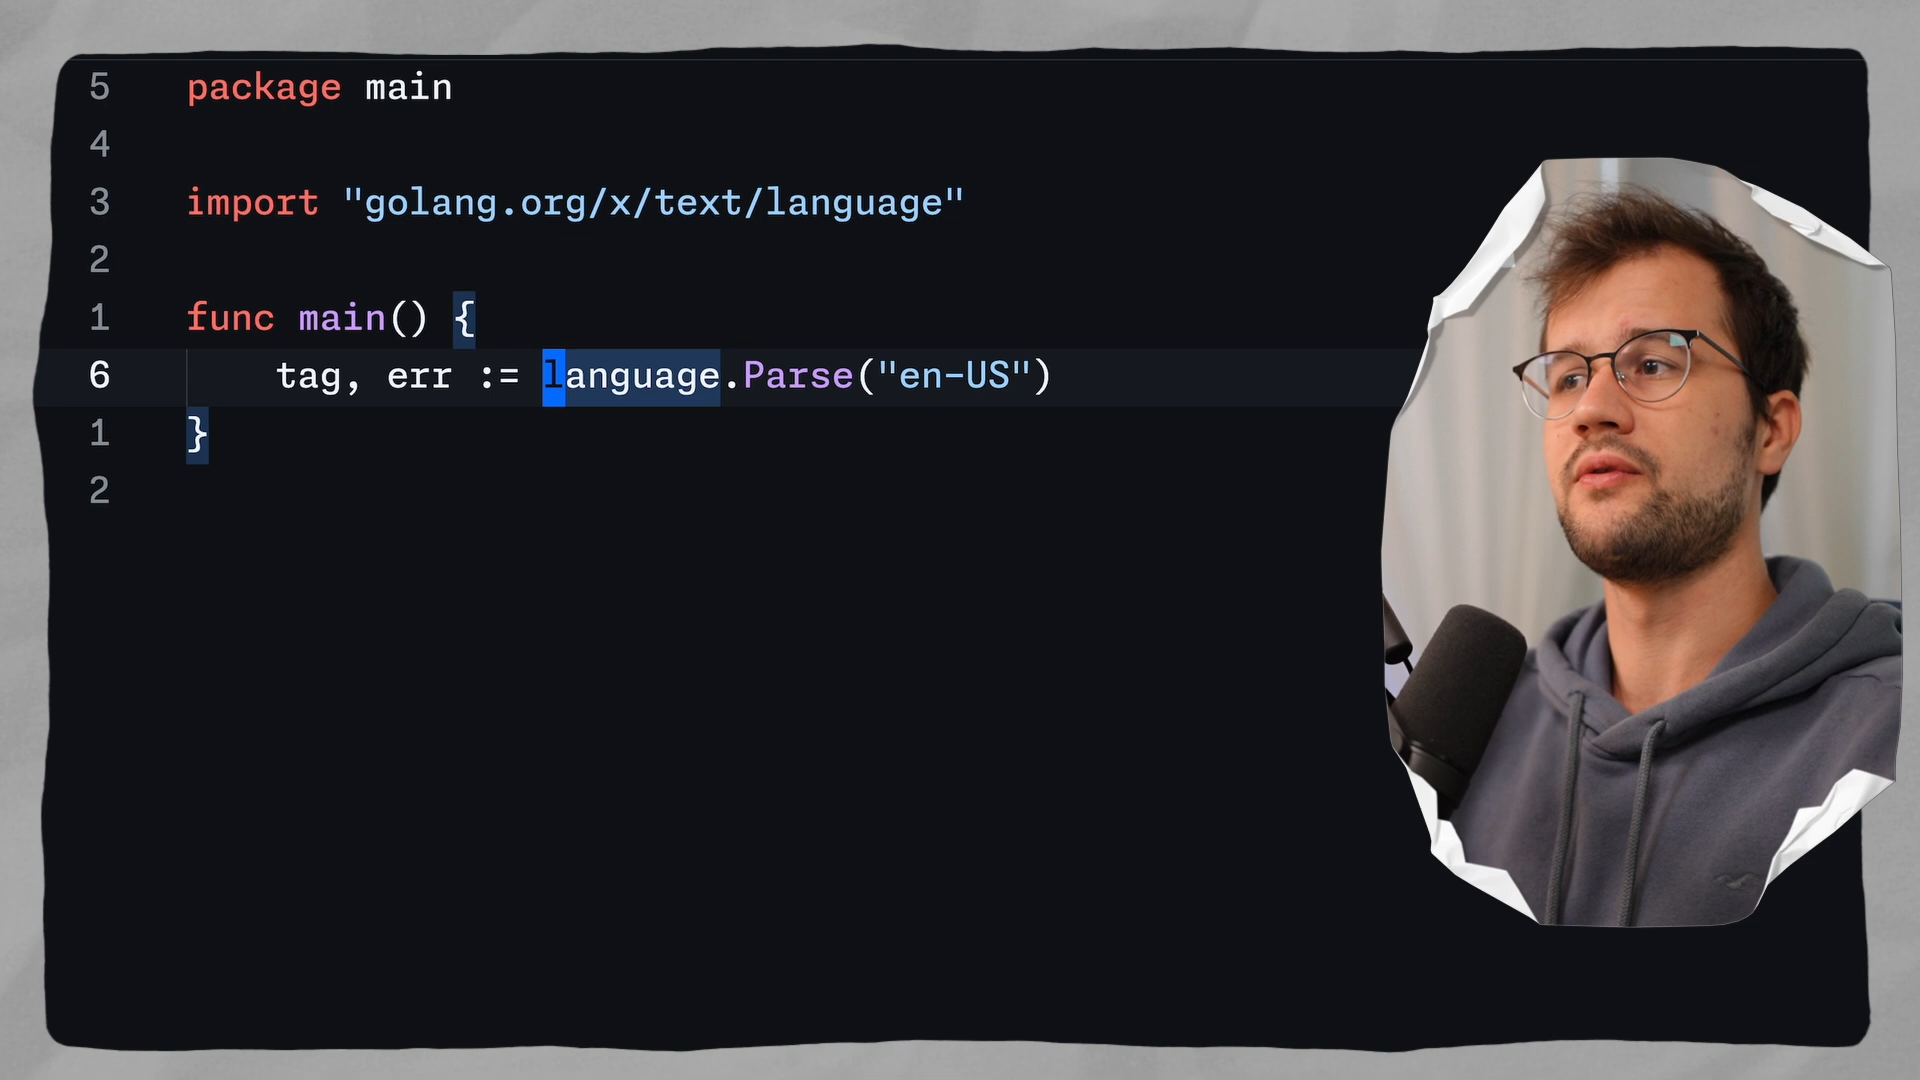 5 package main
4
3 import "golang.org/x/text/language"
2
1 func main() {
6 tag, err := language.Parse("en-US")
1 }
2